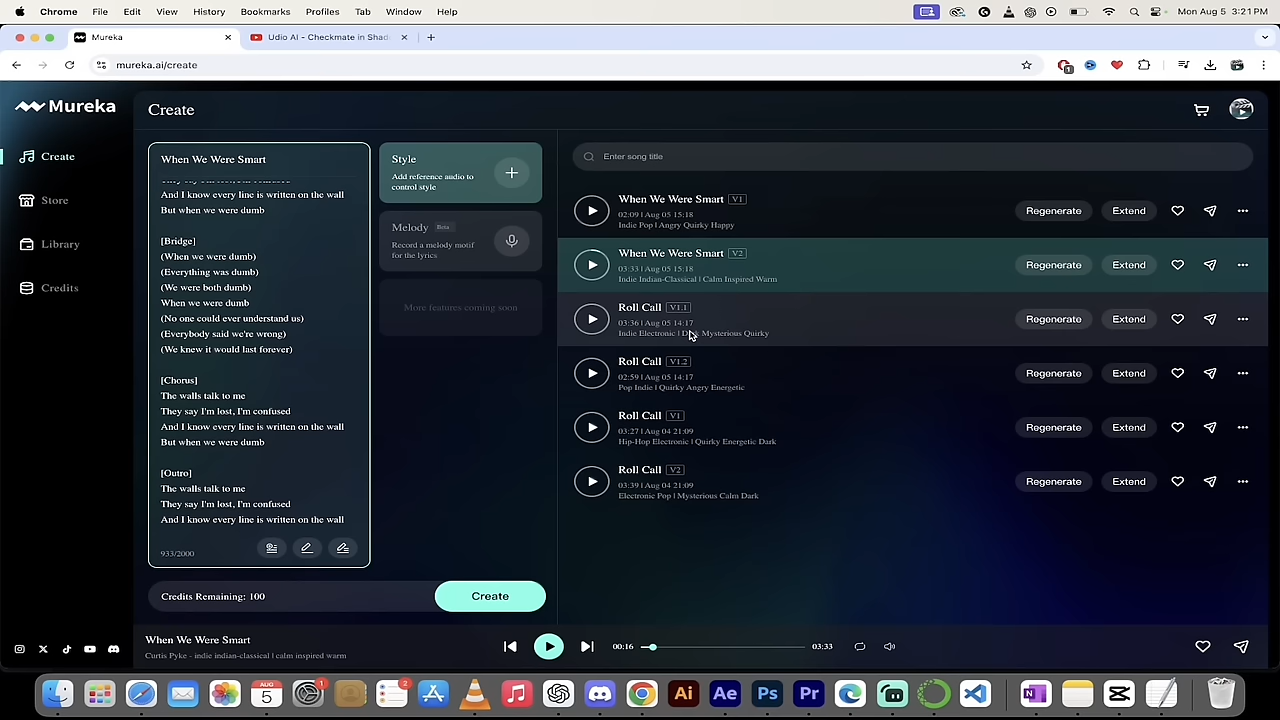 Chrome File Edit View History Bookmarks Profiles Tab Window Help Mon Aug 5 3:21 PM
Mureka Udio AI - Checkmate in Shad
mureka.ai/create
1
Mureka
Create
Store
Library
Credits
Create
When We Were Smart
And I know every line is written on the wall
But when we were dumb
[Bridge]
(When we were dumb)
(Everything was dumb)
(We were both dumb)
When we were dumb
(No one could ever understand us)
(Everybody said we're wrong)
(We knew it would last forever)
[Chorus]
The walls talk to me
They say I'm lost, I'm confused
And I know every line is written on the wall
But when we were dumb
[Outro]
The walls talk to me
They say I'm lost, I'm confused
And I know every line is written on the wall
933/2000
Style
Add reference audio to
control style
Melody Beta
Record a melody motif
for the lyrics
More features coming soon
Credits Remaining: 100 Create
Enter song title
When We Were Smart V1
02:09 | Aug 05 15:18
Indie Pop | Angry Quirky Happy
Regenerate Extend
When We Were Smart V2
03:33 | Aug 05 15:18
Indie Indian-Classical | Calm Inspired Warm
Regenerate Extend
Roll Call V1.1
03:36 | Aug 05 14:17
Indie Electronic | Mysterious Quirky
Regenerate Extend
Roll Call V1.2
02:59 | Aug 05 14:17
Pop Indie | Quirky Angry Energetic
Regenerate Extend
Roll Call V1
03:27 | Aug 04 21:09
Hip-Hop Electronic | Quirky Energetic Dark
Regenerate Extend
Roll Call V2
03:39 | Aug 04 21:09
Electronic Pop | Mysterious Calm Dark
Regenerate Extend
When We Were Smart
Curtis Pyke - indie indian-classical | calm inspired warm
00:16 03:33
AUG
5
1
2
Ai
Ae
Ps
Pr
N